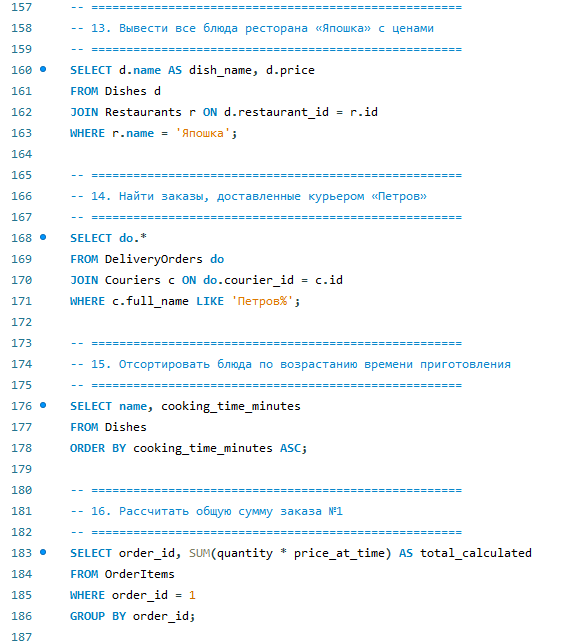 157 -- =====================================================
158 -- 13. Вывести все блюда ресторана «Япошка» с ценами
159 -- =====================================================
160 SELECT d.name AS dish_name, d.price
161 FROM Dishes d
162 JOIN Restaurants r ON d.restaurant_id = r.id
163 WHERE r.name = 'Япошка';
164
165 -- =====================================================
166 -- 14. Найти заказы, доставленные курьером «Петров»
167 -- =====================================================
168 SELECT do.*
169 FROM DeliveryOrders do
170 JOIN Couriers c ON do.courier_id = c.id
171 WHERE c.full_name LIKE 'Петров%';
172
173 -- =====================================================
174 -- 15. Отсортировать блюда по возрастанию времени приготовления
175 -- =====================================================
176 SELECT name, cooking_time_minutes
177 FROM Dishes
178 ORDER BY cooking_time_minutes ASC;
179
180 -- =====================================================
181 -- 16. Рассчитать общую сумму заказа №1
182 -- =====================================================
183 SELECT order_id, SUM(quantity * price_at_time) AS total_calculated
184 FROM OrderItems
185 WHERE order_id = 1
186 GROUP BY order_id;
187